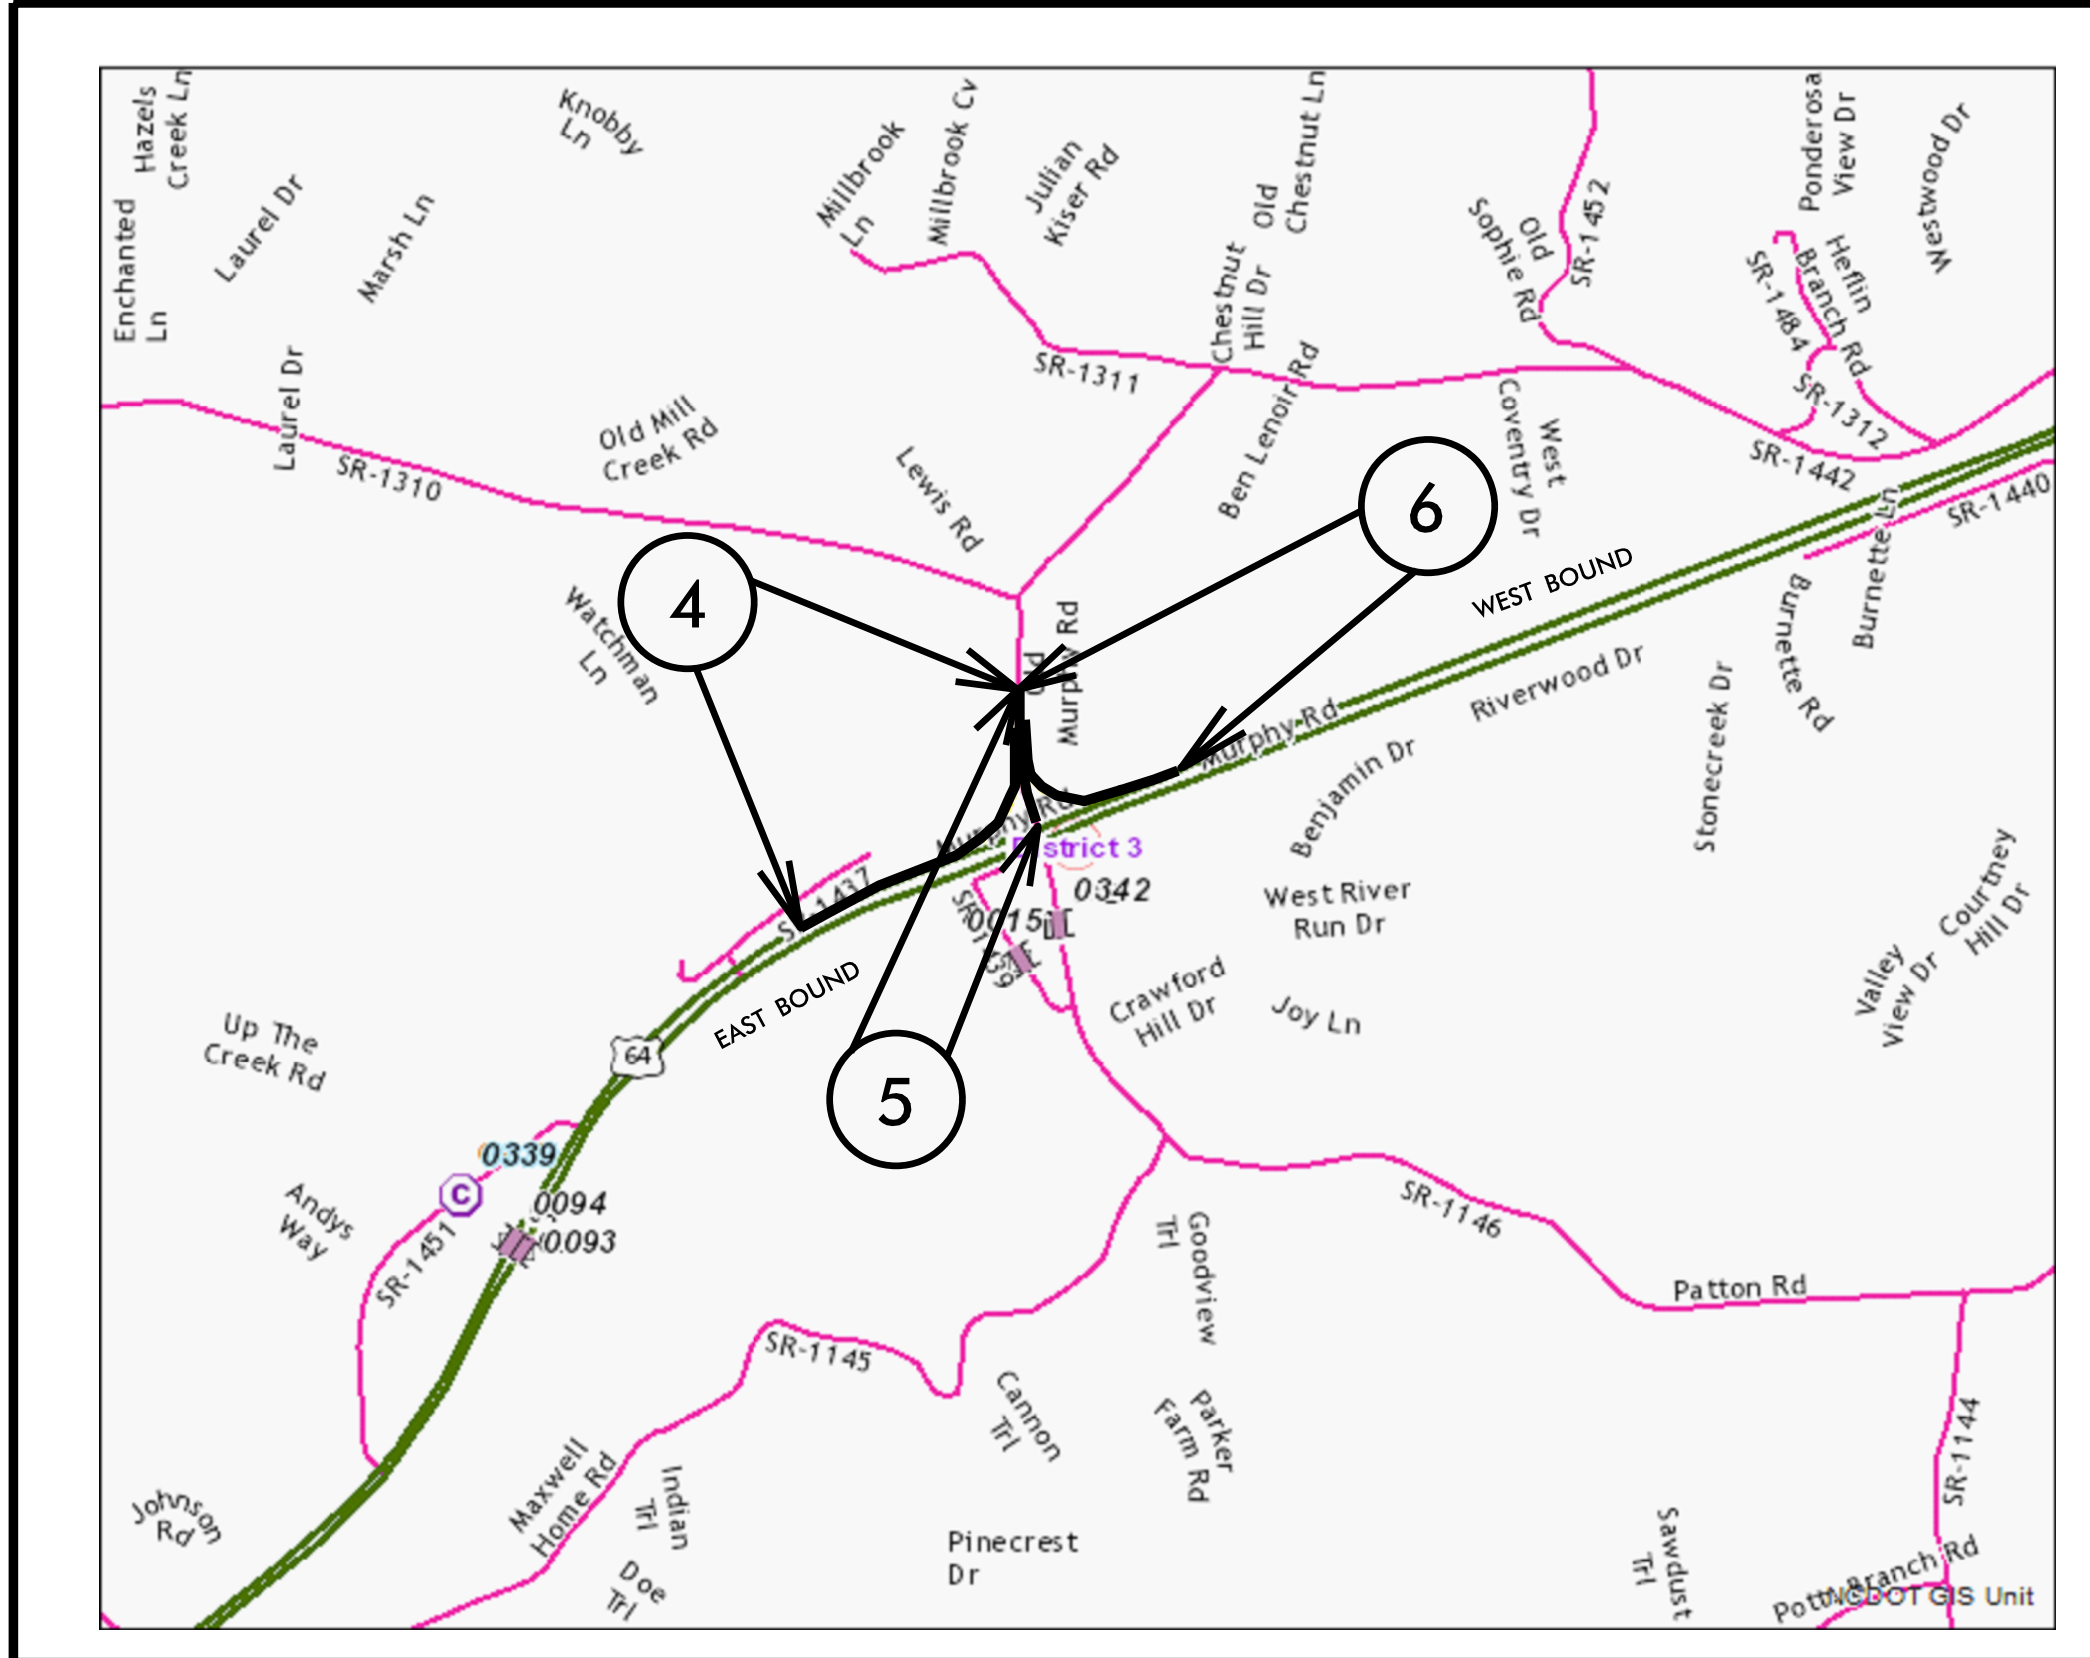 Hazels
Creek Ln
Knobby
Ln
Millbrook
Ln
Millbrook Cv
Julian
Kiser Rd
Old
Chestnut Ln
Ponderosa
View Dr
Westwood Dr
Enchanted
Ln
Laurel Dr
Marsh Ln
Chestnut
Hill Dr
Old
Sophie Rd
SR-1452
SR-1484
Heflin
Branch Rd
Laurel Dr
SR-1310
Old Mill
Creek Rd
SR-1311
Ben Lenoir Rd
West
Coventry Dr
SR-1312
SR-1442
SR-1440
Lewis Rd
6
4
WEST BOUND
Burnette Ln
Burnette Rd
Watchman
Ln
Murphy Rd
Riverwood Dr
Murphy Rd
Stonecreek Dr
Benjamin Dr
Murphy Rd
District 3
0342
0015
West River
Run Dr
Courtney
Hill Dr
Valley
View Dr
EAST BOUND
Crawford
Hill Dr
Joy Ln
Up The
Creek Rd
64
5
0339
C
0094
0093
Andys
Way
SR-1451
SR-1146
Goodview
Trl
Patton Rd
SR-1145
Cannon
Trl
Parker
Farm Rd
SR-1144
Johnson
Rd
Maxwell
Home Rd
Indian
Trl
Doe
Trl
Pinecrest
Dr
Sawdust
Trl
Branch Rd
NCDOT GIS Unit